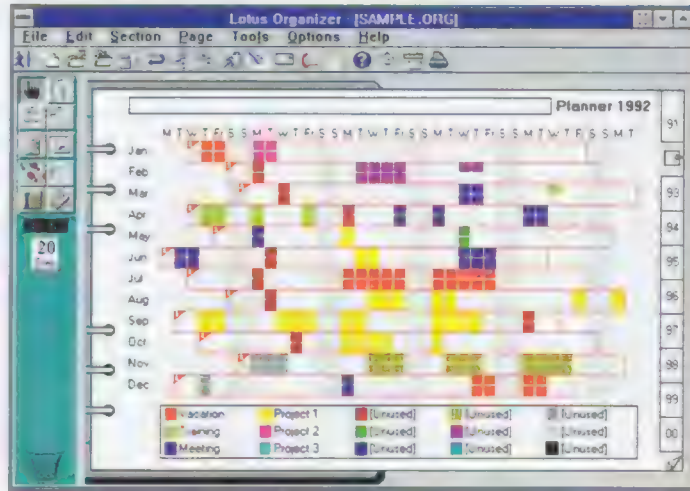 Lotus Organizer - [SAMPLE.ORG]
File Edit Section Page Tools Options Help
Planner 1992
M T W T F S S M T W T F S S M T W T F S S M T W T F S S M T W T F S S M T
Jan
Feb
Mar
Apr
May
Jun
Jul
Aug
Sep
Oct
Nov
Dec
91
93
94
95
96
97
98
99
00
20
Vacation Project 1 [Unused] [Unused] [Unused]
Training Project 2 [Unused] [Unused] [Unused]
Meeting Project 3 [Unused] [Unused] [Unused]